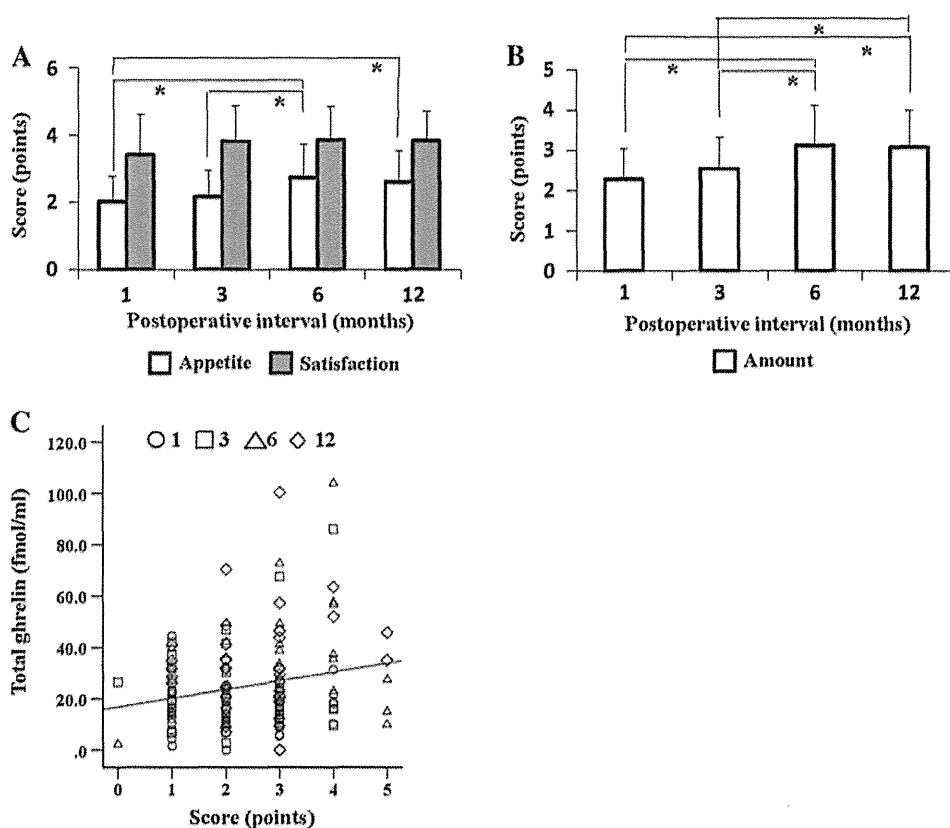 A
Score (points)
6
4
2
0
* * *
1 3 6 12
Postoperative interval (months)
Appetite Satisfaction
B
Score (points)
5
4
3
2
1
0
* * * *
1 3 6 12
Postoperative interval (months)
Amount
C
Total ghrelin (fmol/ml)
120.0
100.0
80.0
60.0
40.0
20.0
.0
1 3 6 12
0 1 2 3 4 5
Score (points)